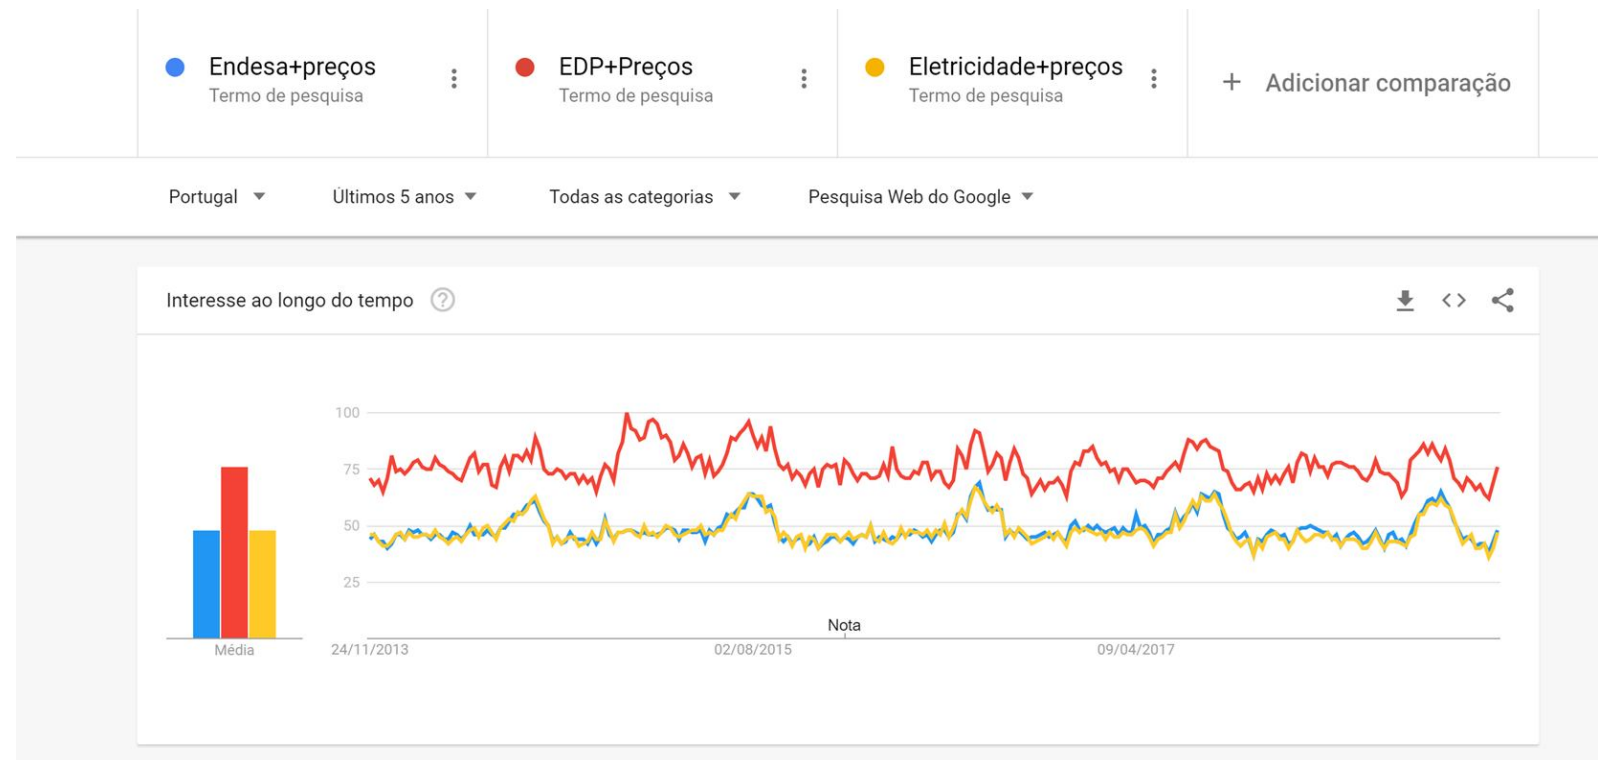 Endesa+preços
Termo de pesquisa
EDP+Preços
Termo de pesquisa
Eletricidade+preços
Termo de pesquisa
+ Adicionar comparação
Portugal
Últimos 5 anos
Todas as categorias
Pesquisa Web do Google
Interesse ao longo do tempo ?
100
75
50
25
Nota
Média
24/11/2013
02/08/2015
09/04/2017